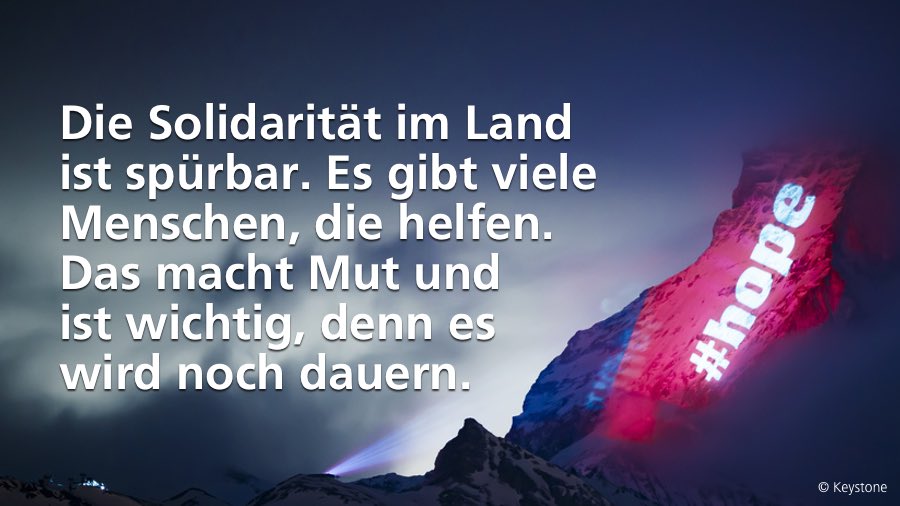 Die Solidarität im Land
ist spürbar. Es gibt viele
Menschen, die helfen.
Das macht Mut und
ist wichtig, denn es
wird noch dauern.
#hope
© Keystone